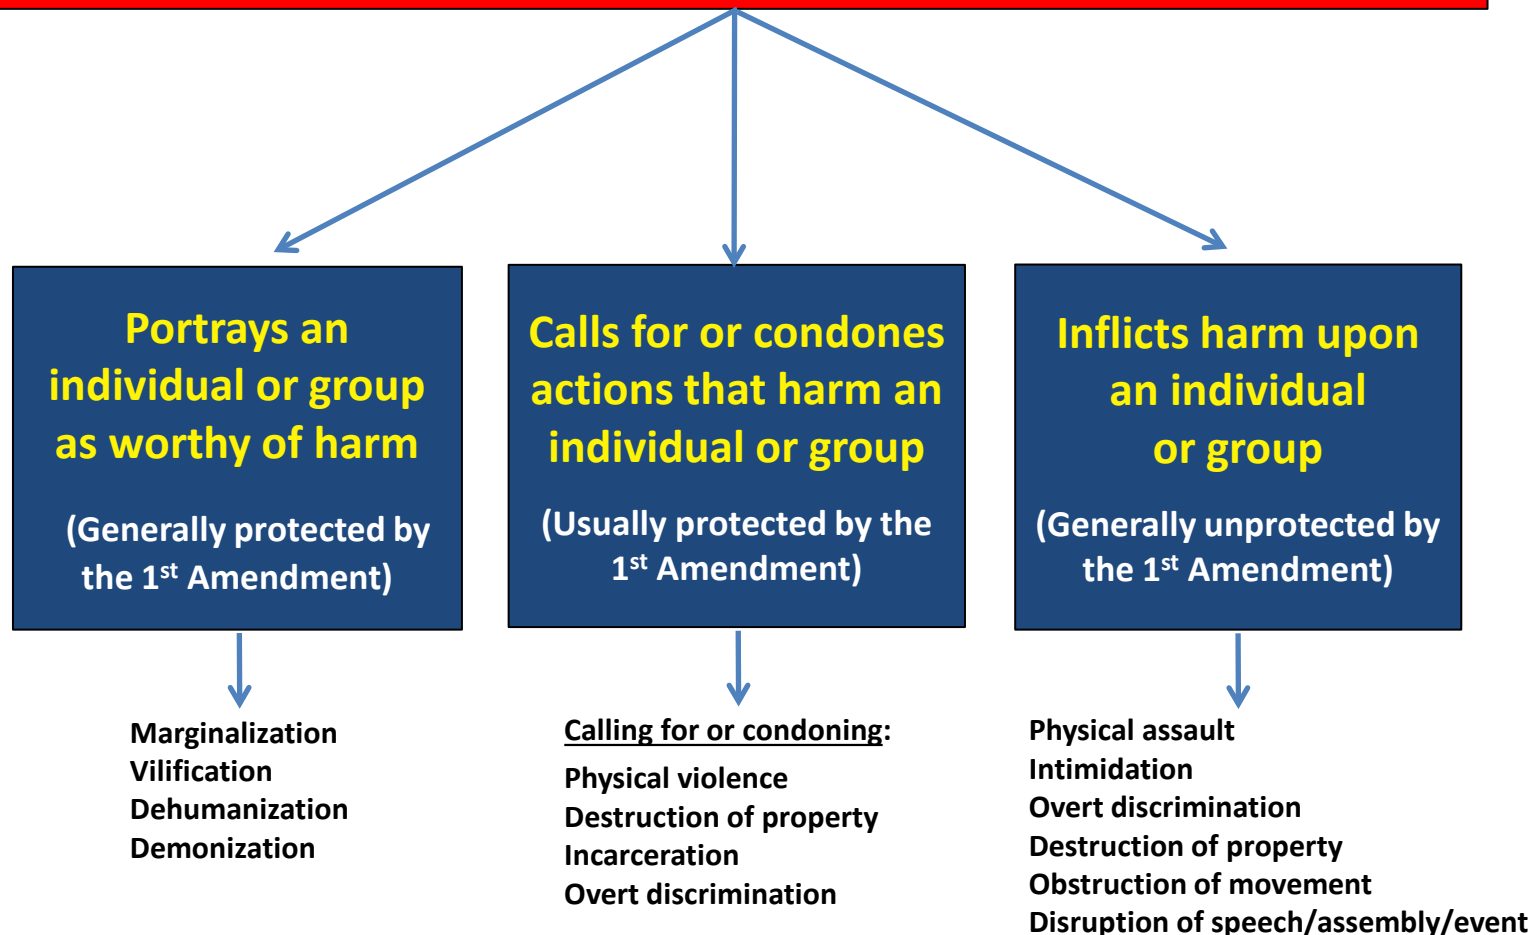 Portrays an
individual or group
as worthy of harm
(Generally protected by
the 1st Amendment)
Calls for or condones
actions that harm an
individual or group
(Usually protected by the
1st Amendment)
Inflicts harm upon
an individual
or group
(Generally unprotected by
the 1st Amendment)
Marginalization
Vilification
Dehumanization
Demonization
Calling for or condoning:
Physical violence
Destruction of property
Incarceration
Overt discrimination
Physical assault
Intimidation
Overt discrimination
Destruction of property
Obstruction of movement
Disruption of speech/assembly/event